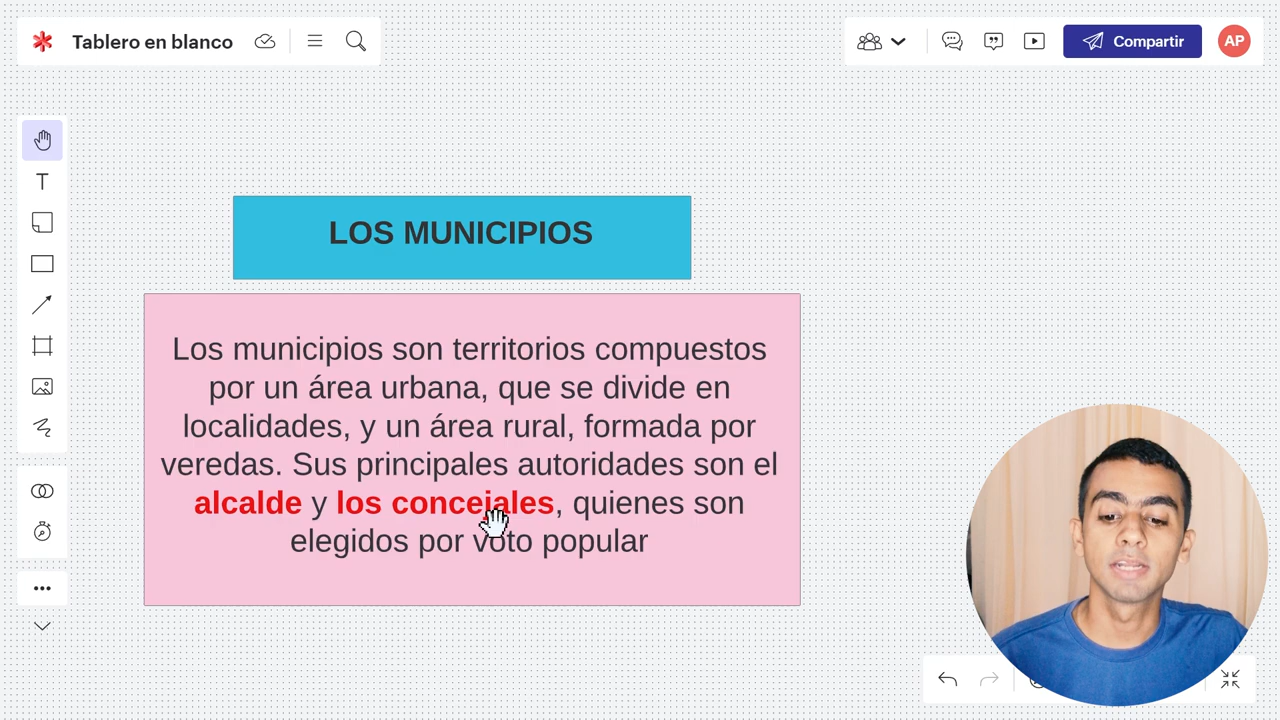 Tablero en blanco
Compartir
AP
T
LOS MUNICIPIOS
Los municipios son territorios compuestos
por un área urbana, que se divide en
localidades, y un área rural, formada por
veredas. Sus principales autoridades son el
alcalde y los concejales, quienes son
elegidos por voto popular